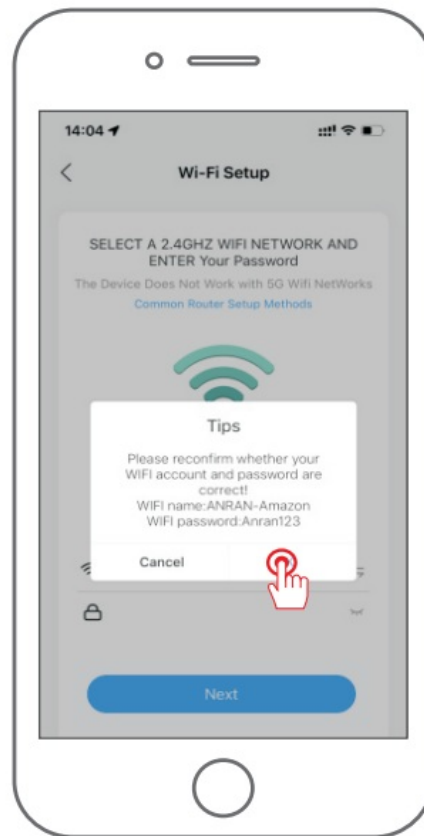 14:04
Wi-Fi Setup
SELECT A 2.4GHZ WIFI NETWORK AND
ENTER Your Password
The Device Does Not Work with 5G Wifi NetWorks
Common Router Setup Methods
Tips
Please reconfirm whether your
WIFI account and password are
correct!
WIFI name:ANRAN-Amazon
WIFI password:Anran123
Cancel
Next